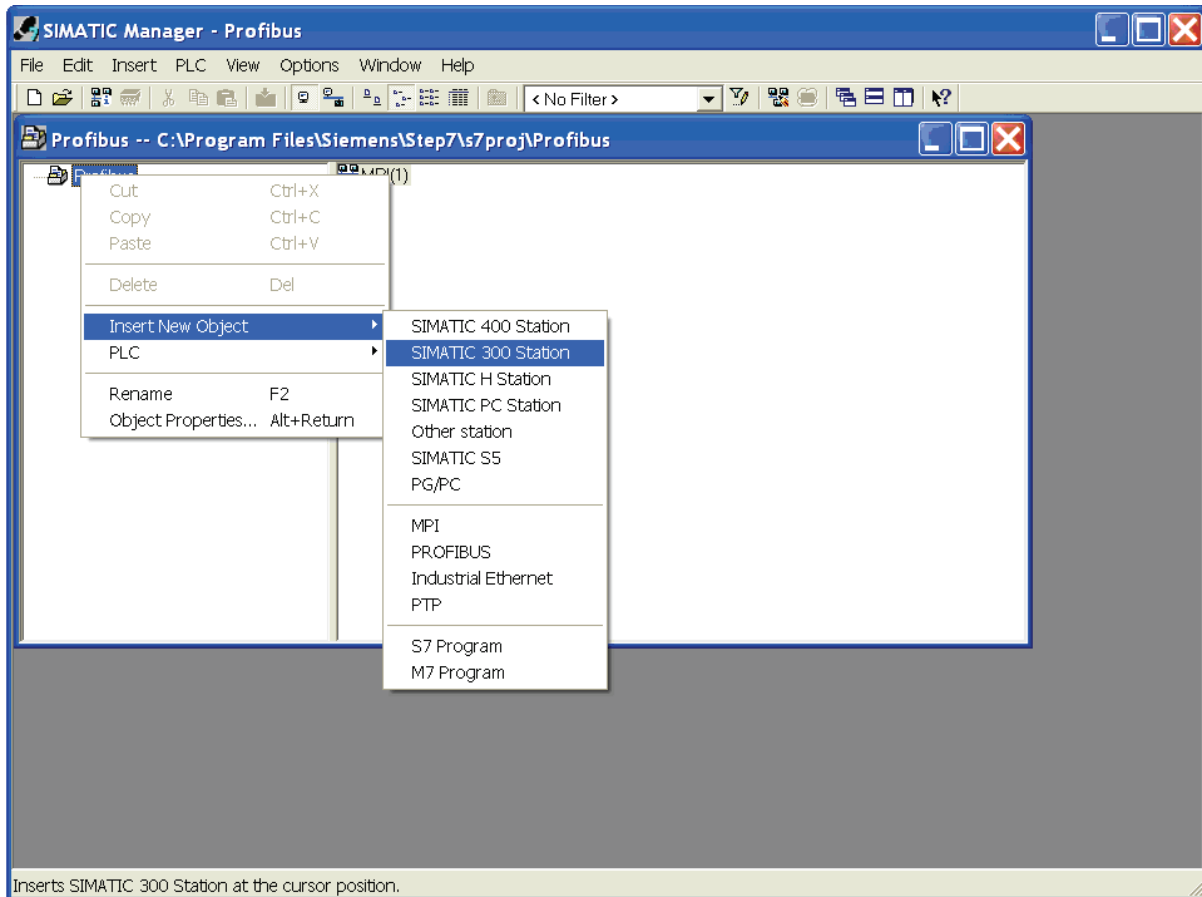 SIMATIC Manager - Profibus
File Edit Insert PLC View Options Window Help
< No Filter >
Profibus -- C:\Program Files\Siemens\Step7\s7proj\Profibus
Profibus MPI(1)
Cut Ctrl+X
Copy Ctrl+C
Paste Ctrl+V
Delete Del
Insert New Object
PLC
Rename F2
Object Properties... Alt+Return
SIMATIC 400 Station
SIMATIC 300 Station
SIMATIC H Station
SIMATIC PC Station
Other station
SIMATIC S5
PG/PC
MPI
PROFIBUS
Industrial Ethernet
PTP
S7 Program
M7 Program
Inserts SIMATIC 300 Station at the cursor position.